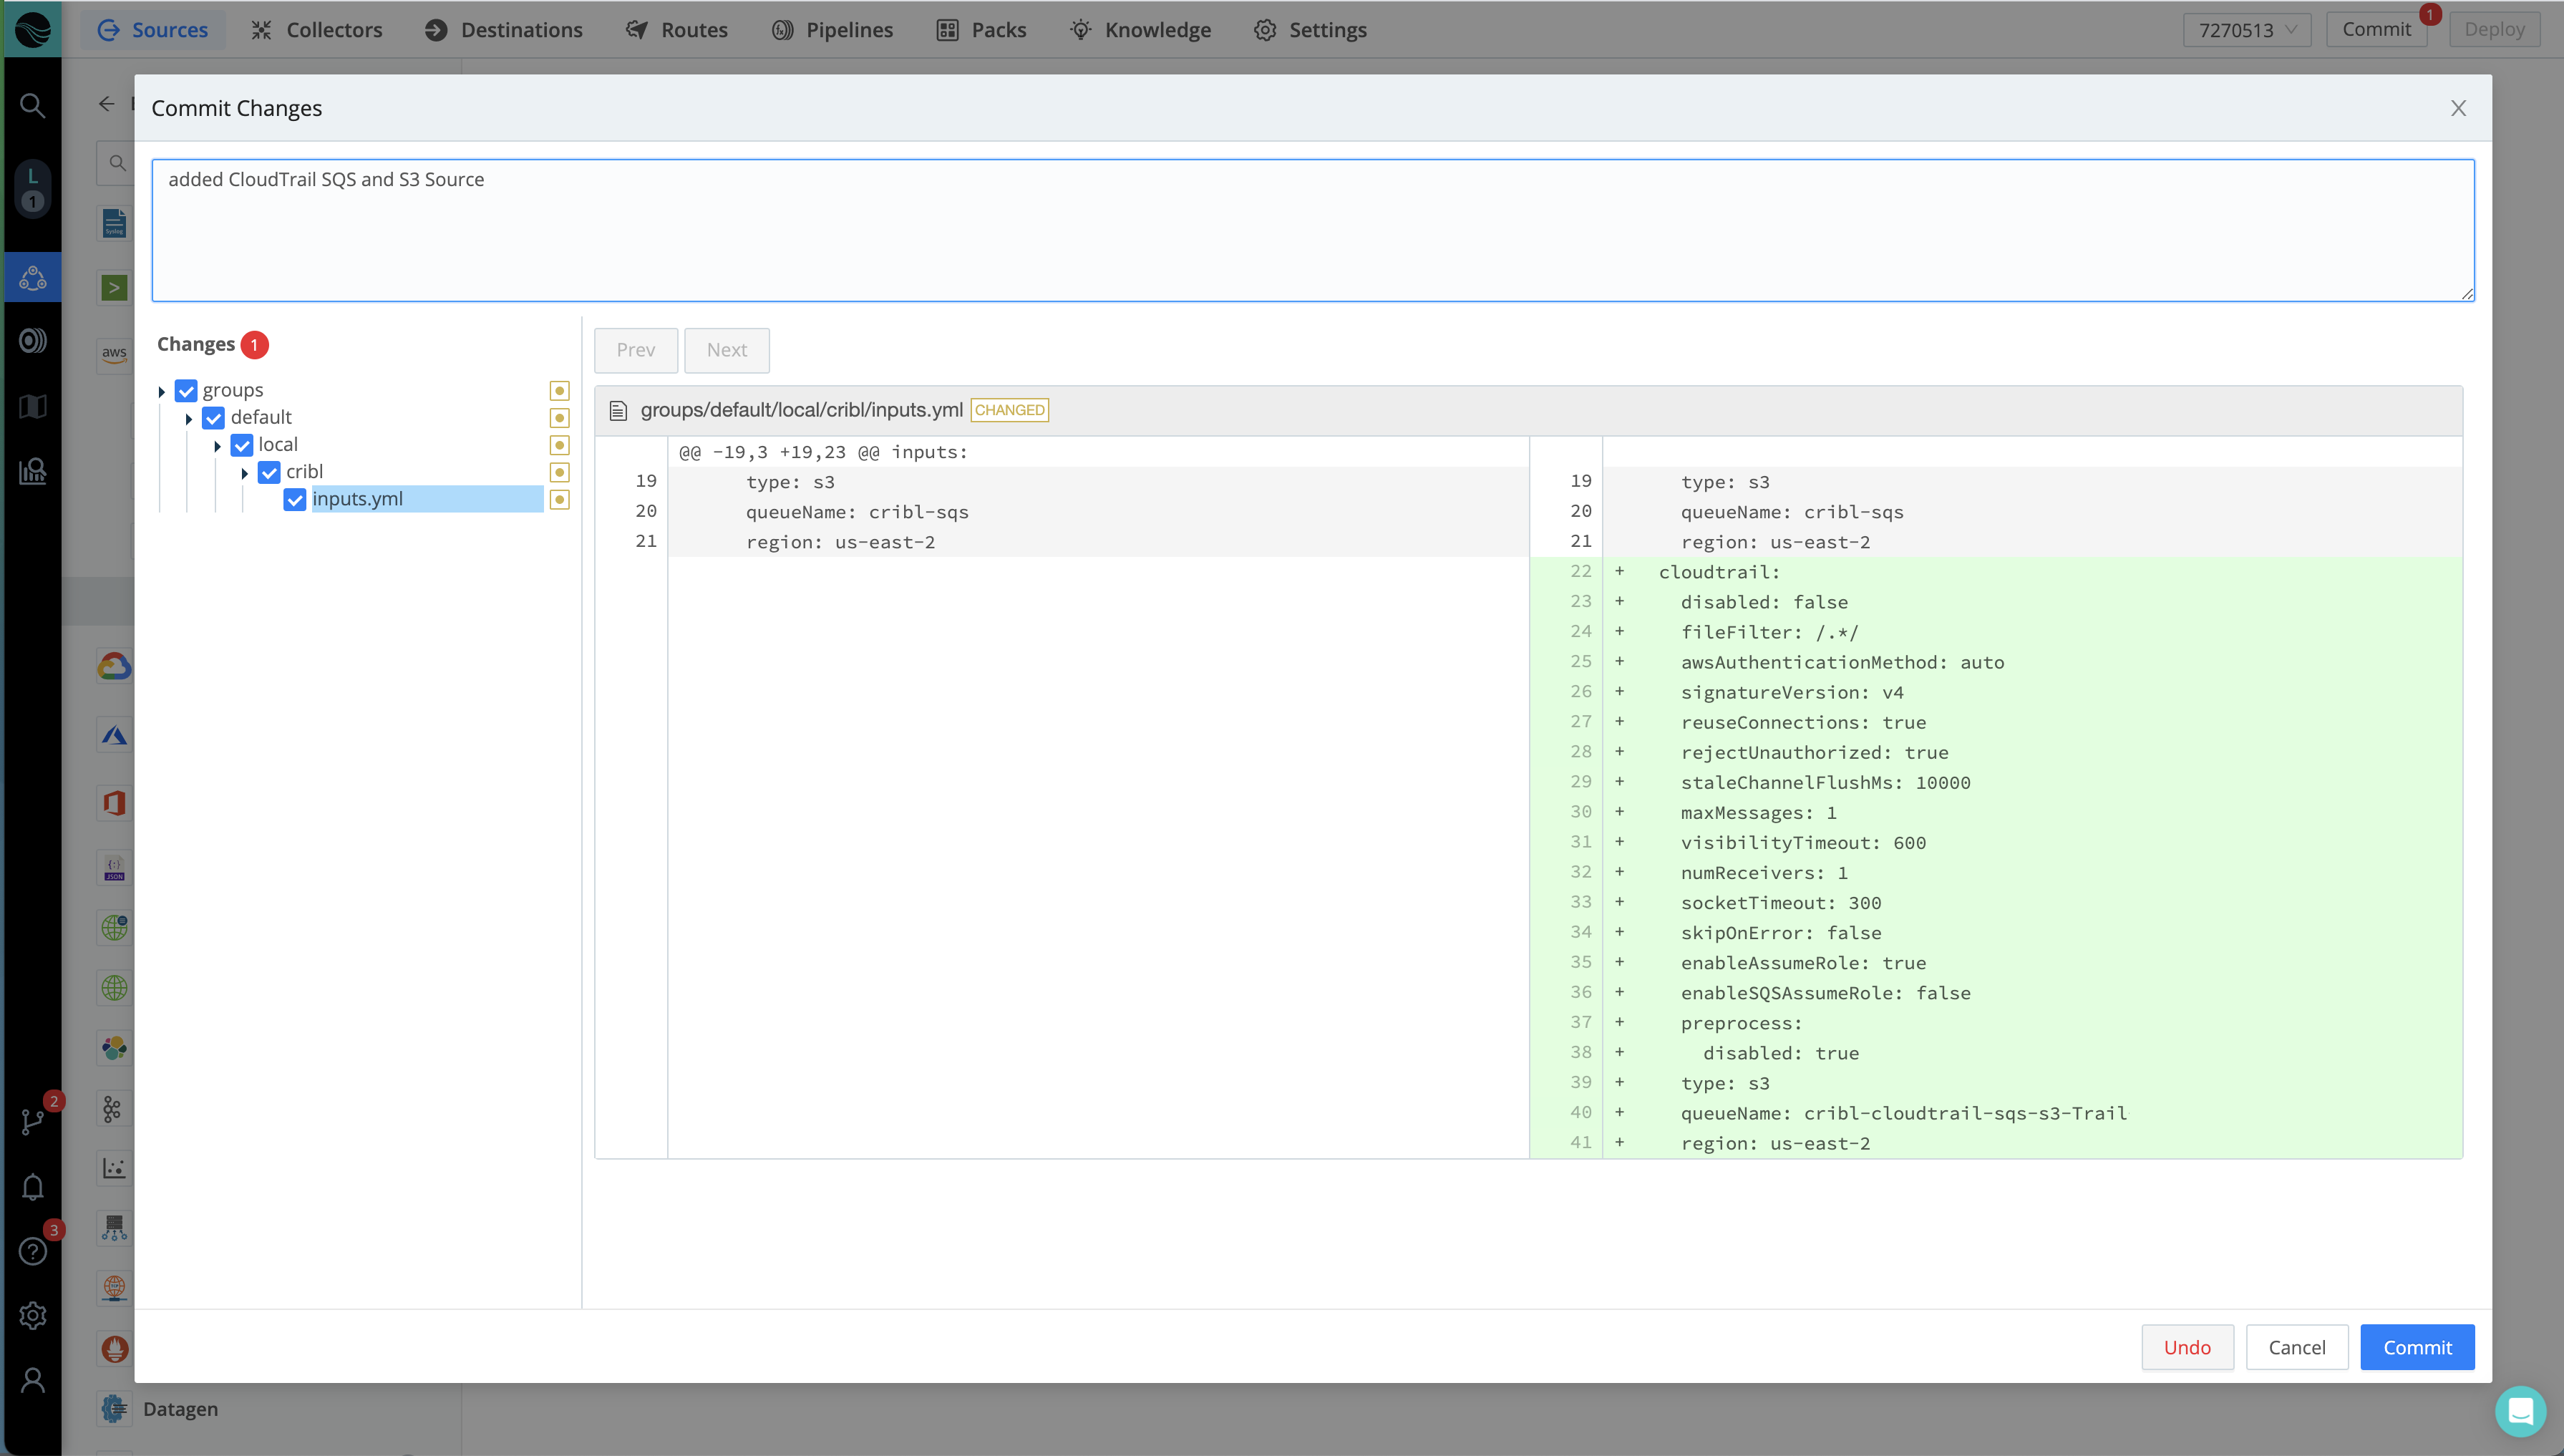 Sources Collectors Destinations Routes Pipelines Packs Knowledge Settings 7270513 Commit 1 Deploy
Commit Changes
added CloudTrail SQS and S3 Source
L
1
Syslog
aws
Changes 1
Prev Next
groups
default
local
cribl
inputs.yml
groups/default/local/cribl/inputs.yml CHANGED
@@ -19,3 +19,23 @@ inputs:
19 type: s3 19 type: s3
20 queueName: cribl-sqs 20 queueName: cribl-sqs
21 region: us-east-2 21 region: us-east-2
22 + cloudtrail:
23 + disabled: false
24 + fileFilter: /.*/
25 + awsAuthenticationMethod: auto
26 + signatureVersion: v4
27 + reuseConnections: true
28 + rejectUnauthorized: true
29 + staleChannelFlushMs: 10000
30 + maxMessages: 1
31 + visibilityTimeout: 600
32 + numReceivers: 1
33 + socketTimeout: 300
34 + skipOnError: false
35 + enableAssumeRole: true
36 + enableSQSAssumeRole: false
37 + preprocess:
38 + disabled: true
39 + type: s3
40 + queueName: cribl-cloudtrail-sqs-s3-Trail
41 + region: us-east-2
{:}
JSON
2
3
Undo Cancel Commit
Datagen